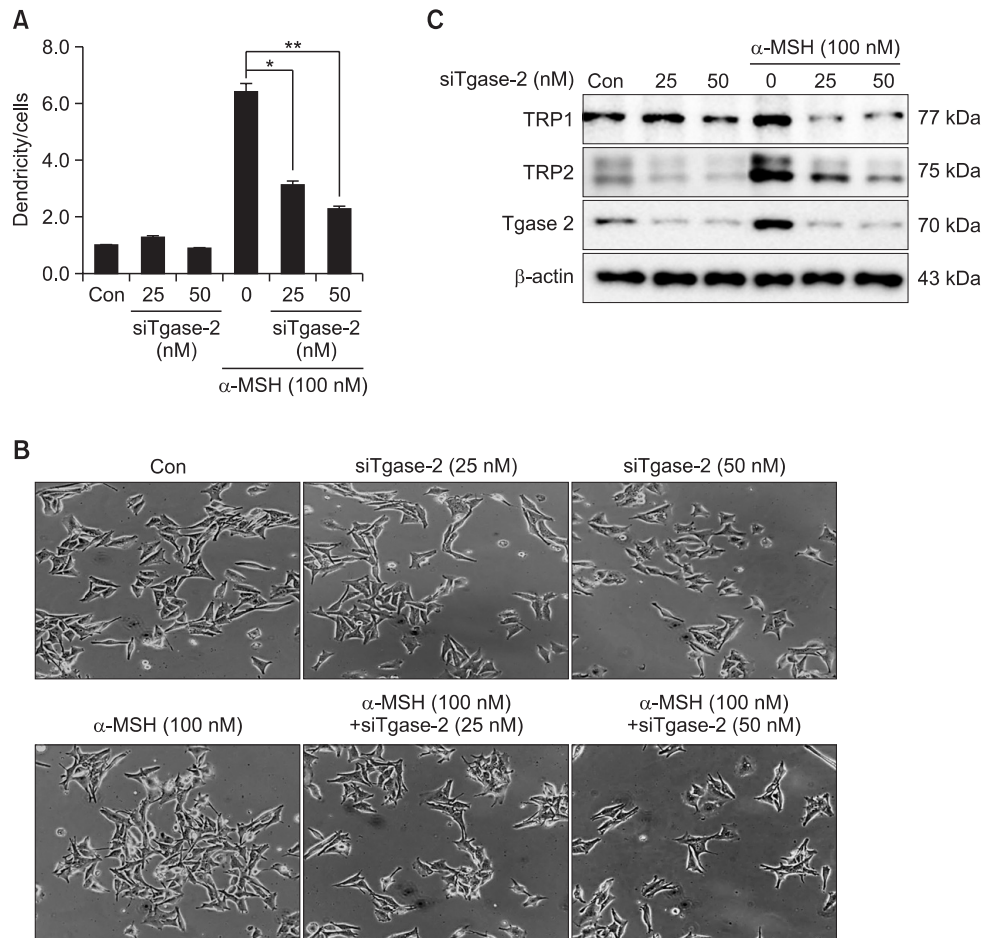 A
8.0
6.0
4.0
2.0
0.0
Dendricity/cells
**
*
Con 25 50 0 25 50
siTgase-2 (nM)
siTgase-2 (nM)
α-MSH (100 nM)
C
α-MSH (100 nM)
siTgase-2 (nM) Con 25 50 0 25 50
TRP1 77 kDa
TRP2 75 kDa
Tgase 2 70 kDa
β-actin 43 kDa
B
Con
siTgase-2 (25 nM)
siTgase-2 (50 nM)
α-MSH (100 nM)
α-MSH (100 nM)
+siTgase-2 (25 nM)
α-MSH (100 nM)
+siTgase-2 (50 nM)